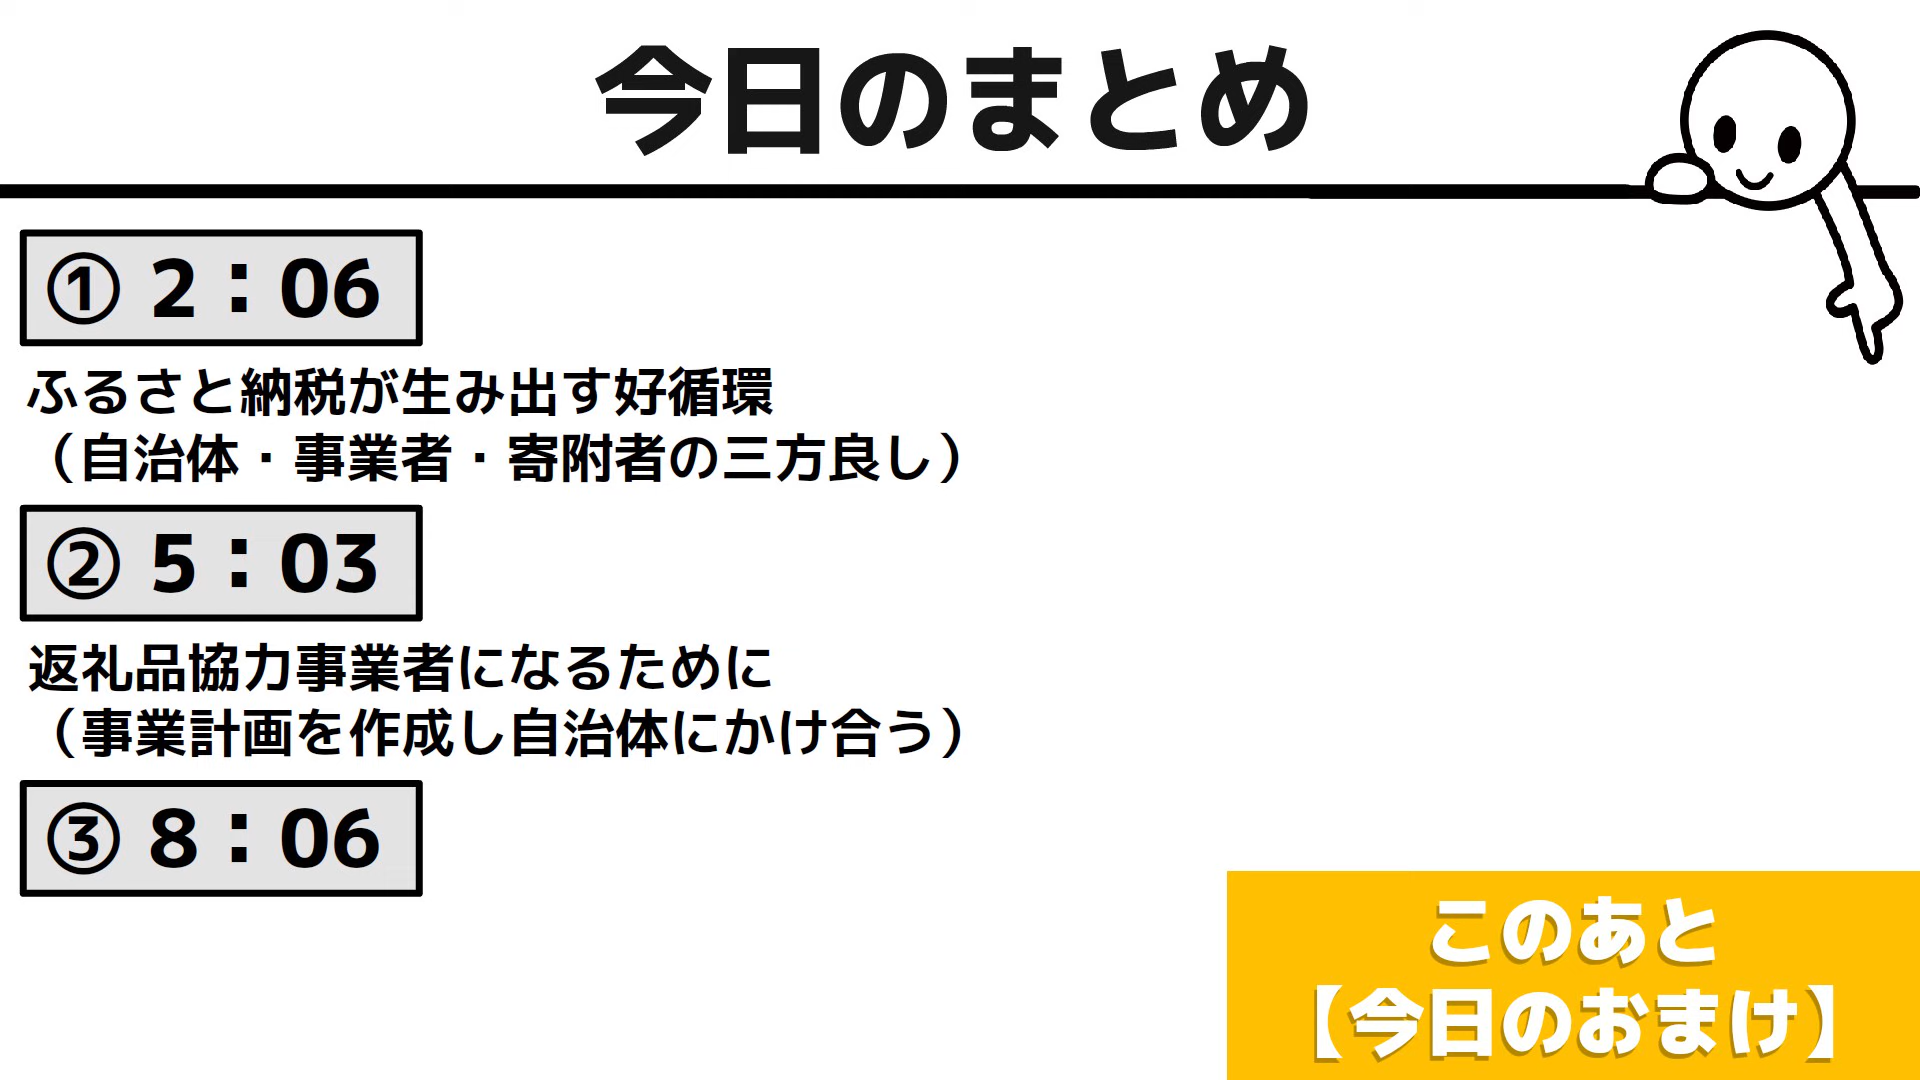 今日のまとめ
① 2：06
ふるさと納税が生み出す好循環
（自治体・事業者・寄附者の三方良し）
② 5：03
返礼品協力事業者になるために
（事業計画を作成し自治体にかけ合う）
③ 8：06
このあと
【今日のおまけ】